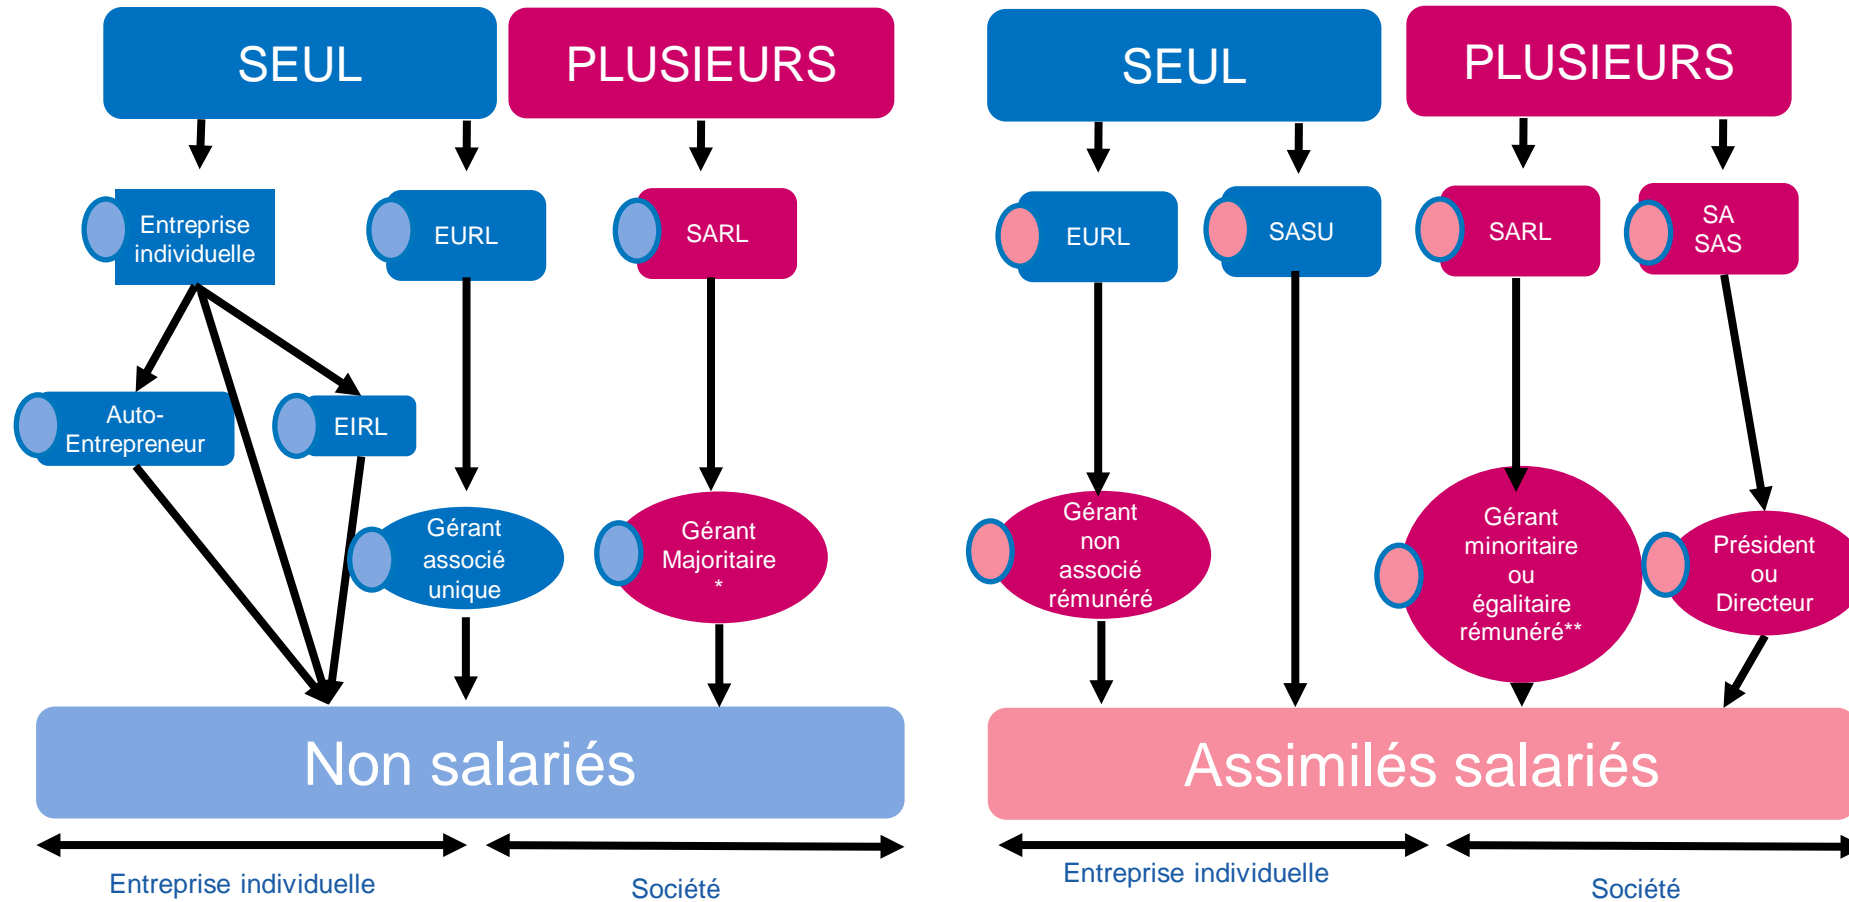 SEUL
PLUSIEURS
SEUL
PLUSIEURS
Entreprise
individuelle
EURL
SARL
EURL
SASU
SARL
SA
SAS
Auto-
Entrepreneur
EIRL
Gérant
associé
unique
Gérant
Majoritaire
*
Gérant
non
associé
rémunéré
Gérant
minoritaire
ou
égalitaire
rémunéré**
Président
ou
Directeur
Non salariés
Assimilés salariés
Entreprise individuelle
Société
Entreprise individuelle
Société